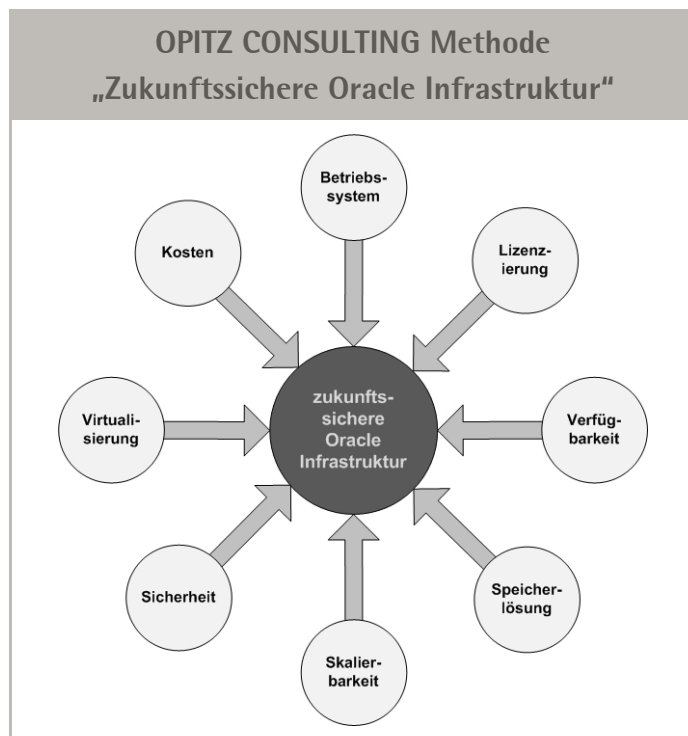 OPITZ CONSULTING Methode
„Zukunftssichere Oracle Infrastruktur“
Betriebs-
system
Kosten
Lizenz-
ierung
zukunfts-
sichere
Oracle
Infrastruktur
Virtuali-
sierung
Verfüg-
barkeit
Sicherheit
Speicher-
lösung
Skalier-
barkeit